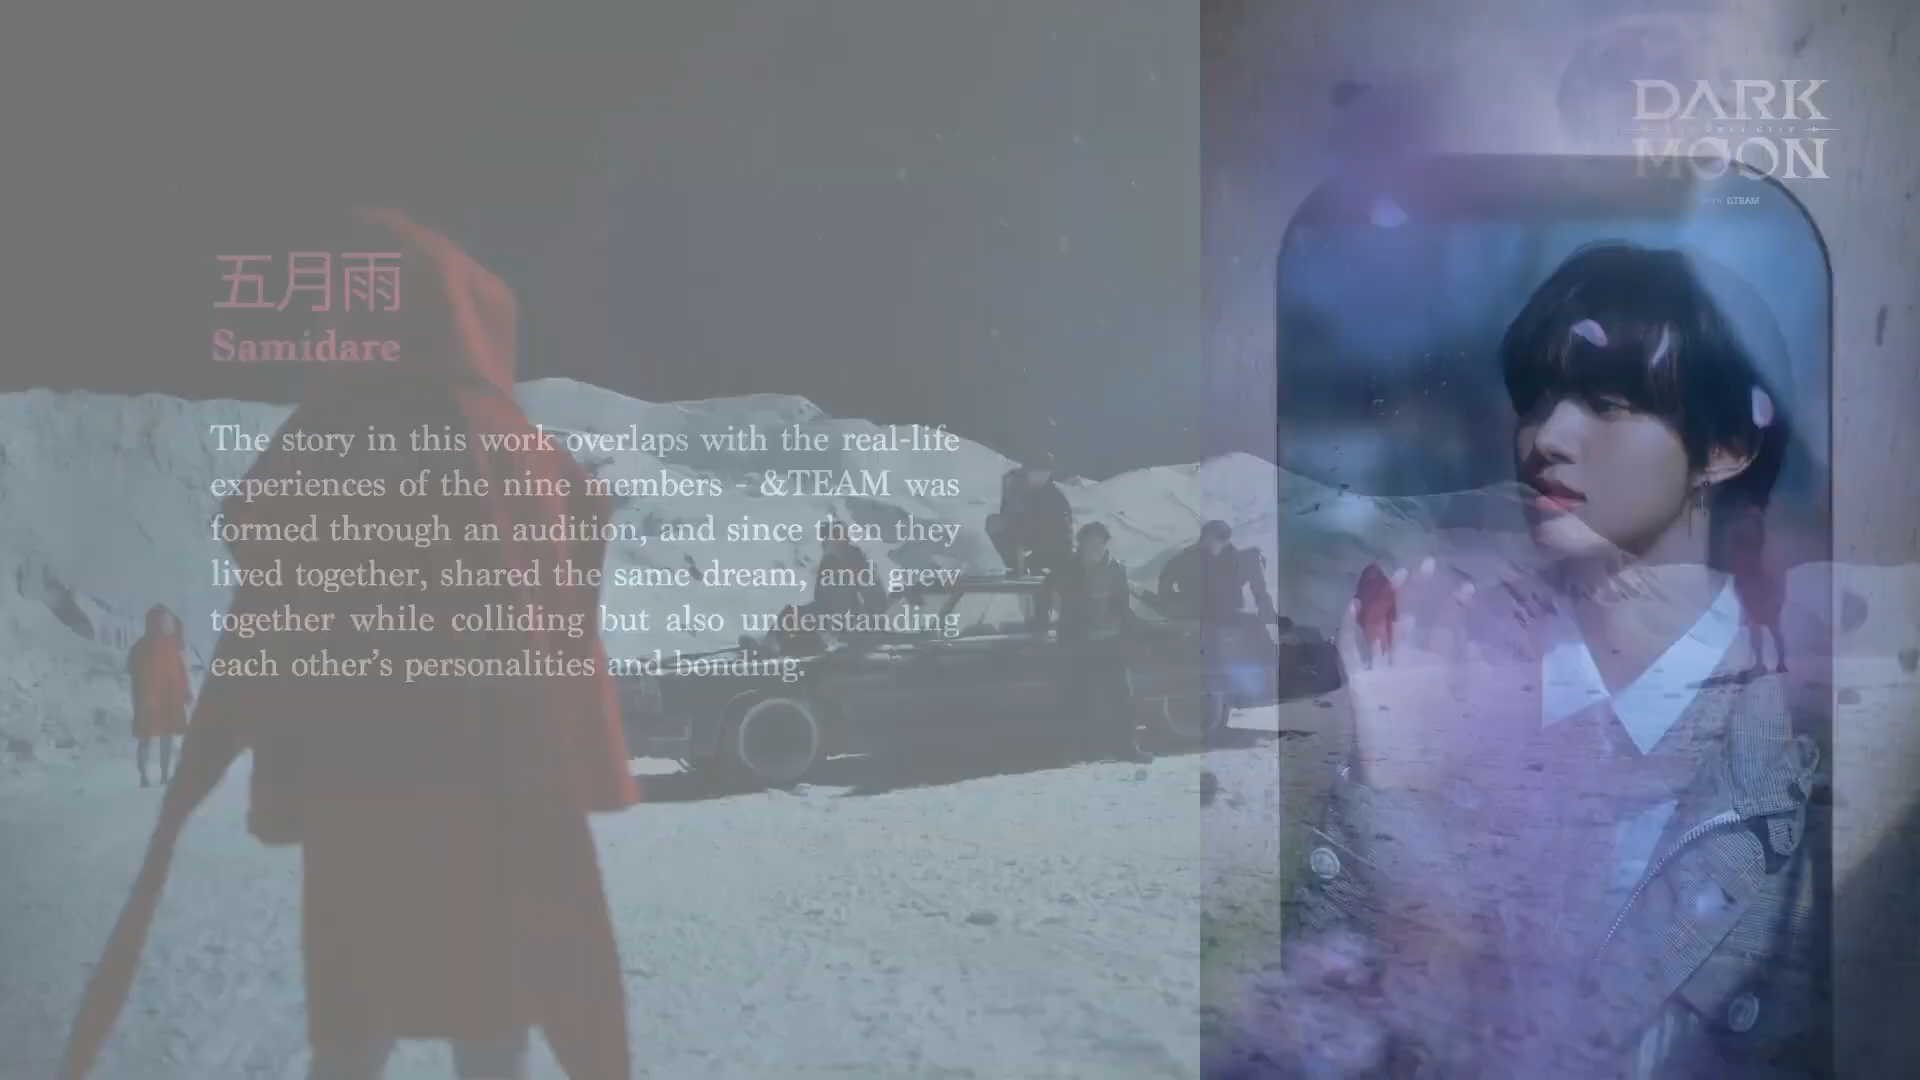 DARK
MOON
WITH &TEAM
五月雨
Samidare
The story in this work overlaps with the real-life
experiences of the nine members - &TEAM was
formed through an audition, and since then they
lived together, shared the same dream, and grew
together while colliding but also understanding
each other's personalities and bonding.